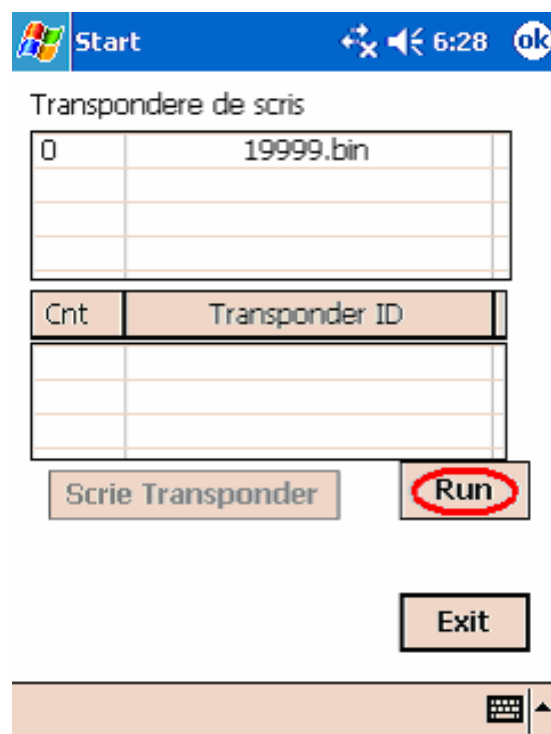 Start 6:28 ok
Transpondere de scris
0 19999.bin
Cnt Transponder ID
Scrie Transponder Run
Exit